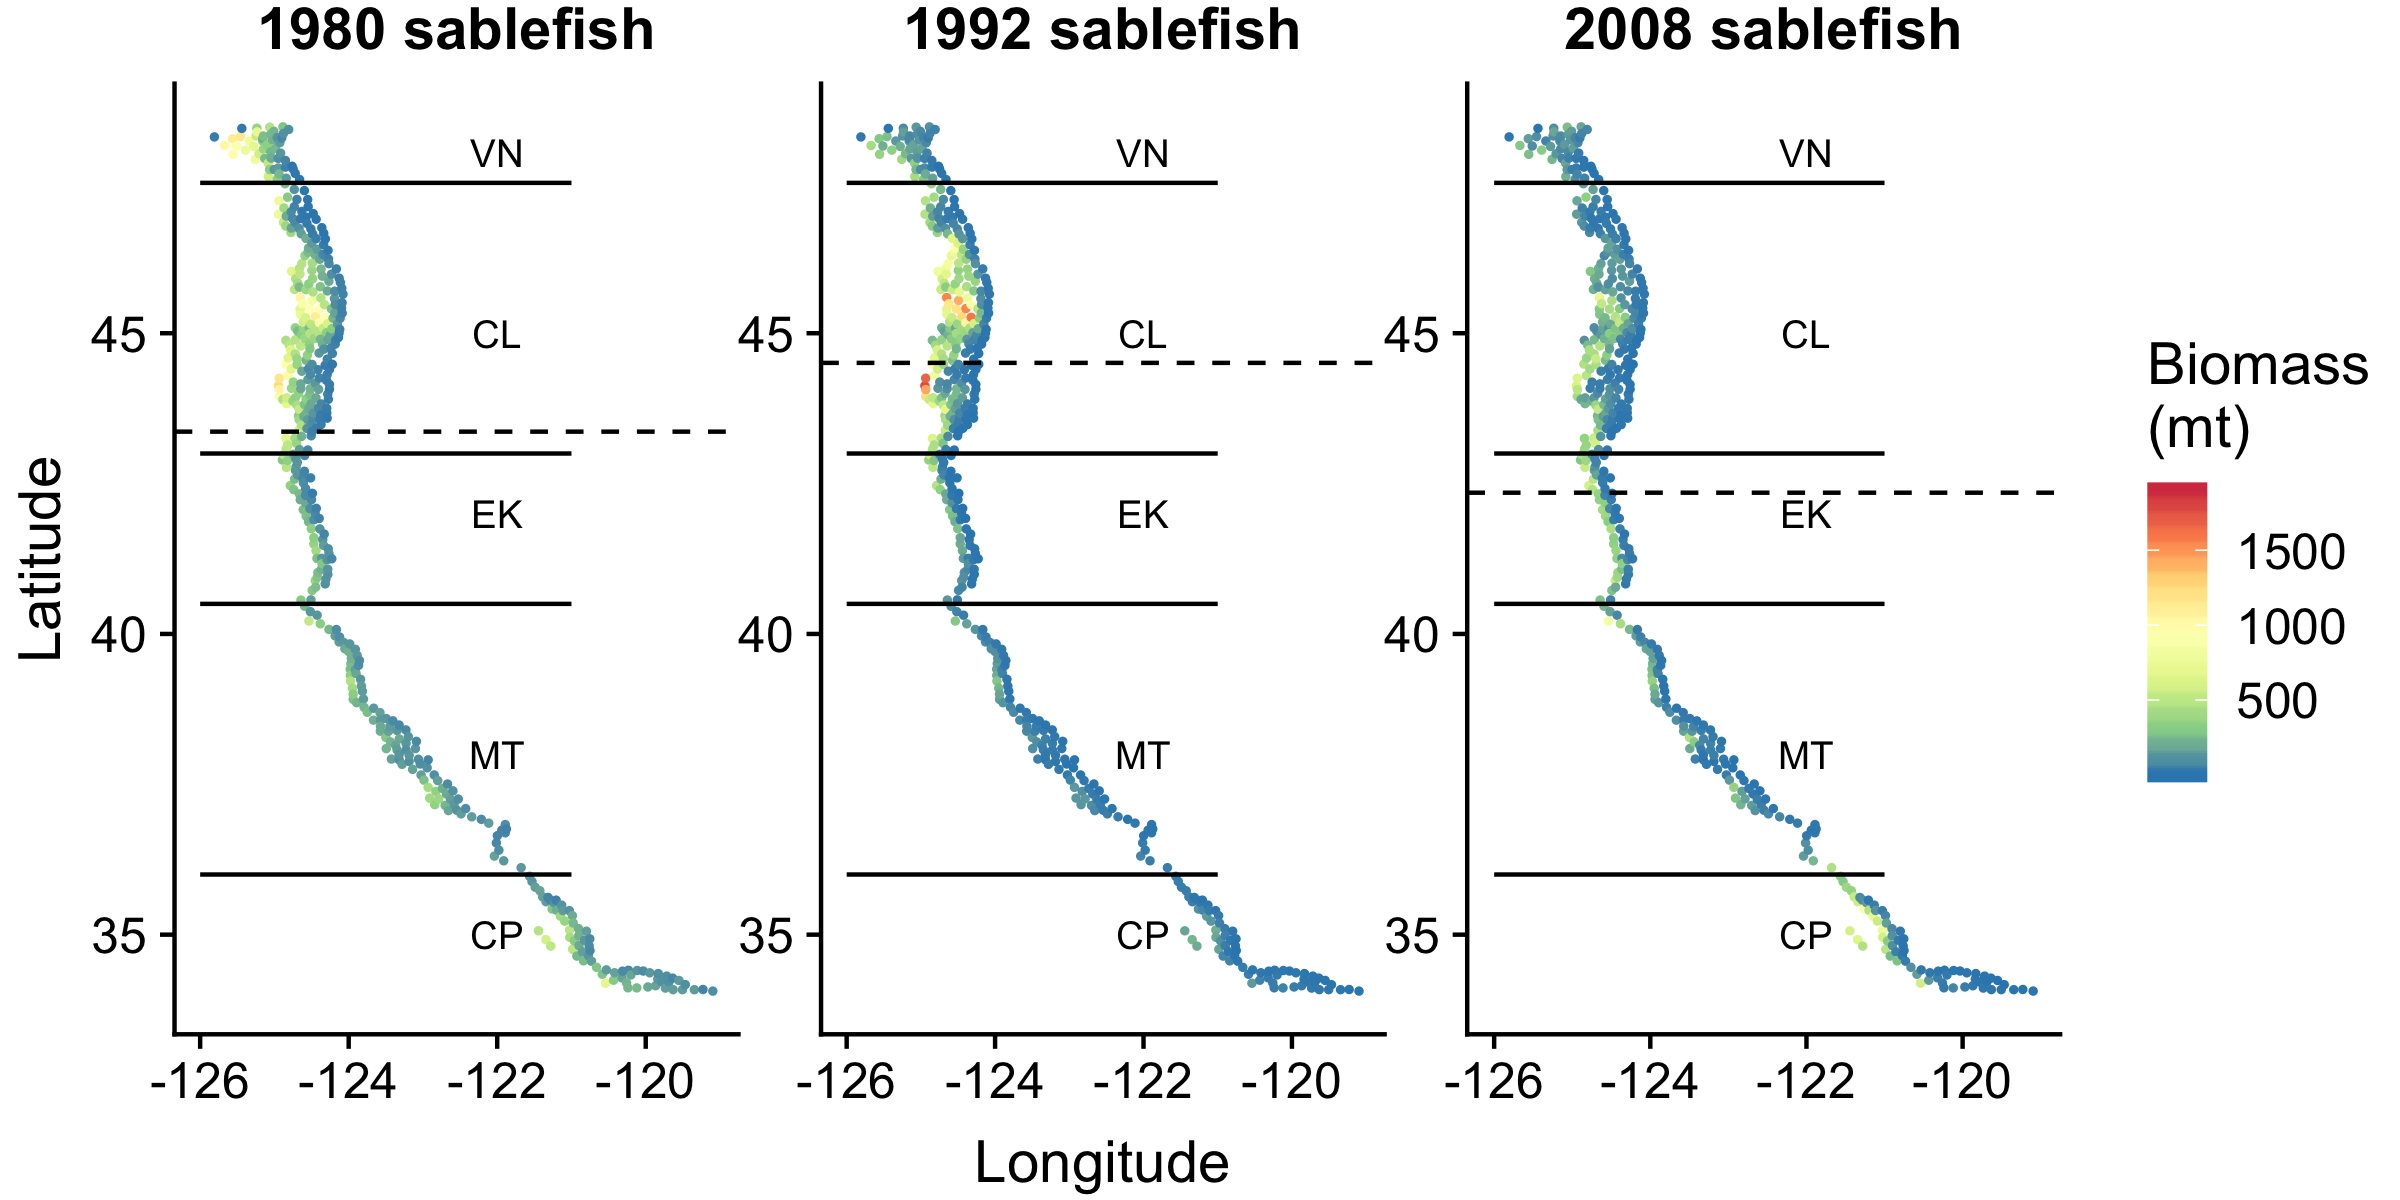 1980 sablefish 1992 sablefish 2008 sablefish
VN VN VN
CL CL CL
EK EK EK
MT MT MT
CP CP CP
45 45 45
40 40 40
35 35 35
Latitude
-126 -124 -122 -120 -126 -124 -122 -120 -126 -124 -122 -120
Longitude
Biomass
(mt)
1500
1000
500